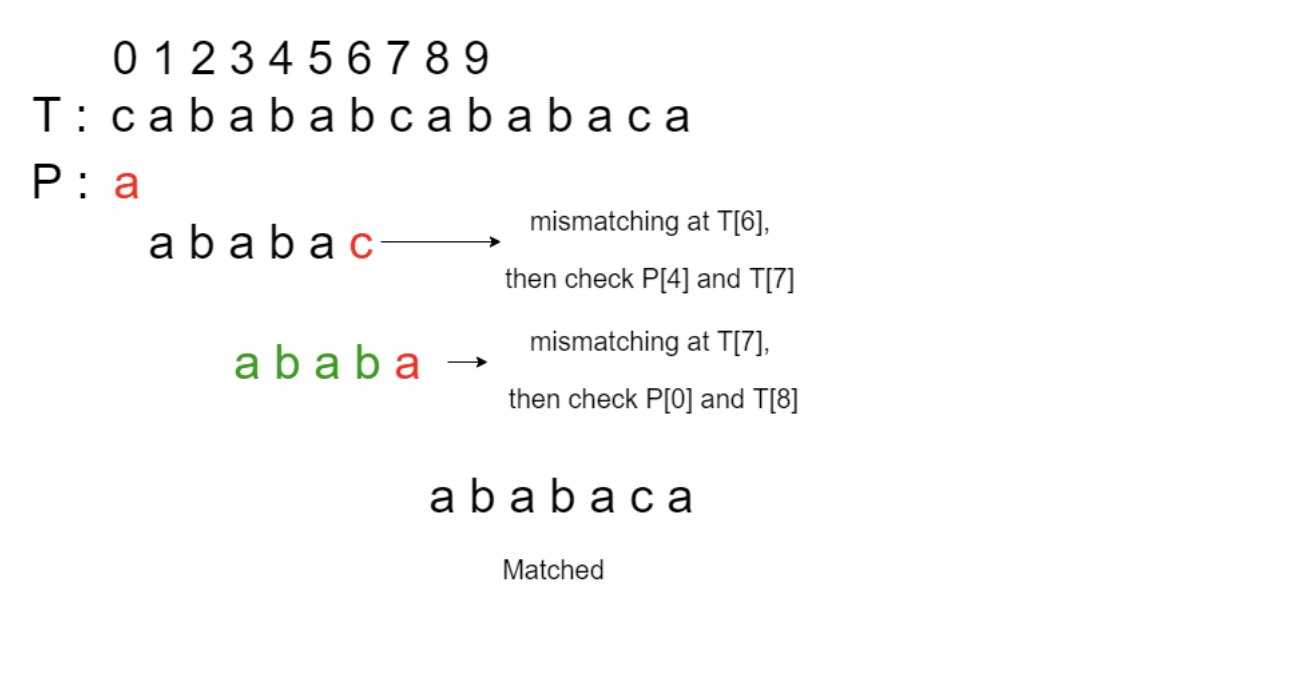 0 1 2 3 4 5 6 7 8 9
T : c a b a b a b c a b a b a c a
P : a
a b a b a c
mismatching at T[6],
then check P[4] and T[7]
a b a b a
mismatching at T[7],
then check P[0] and T[8]
a b a b a c a
Matched